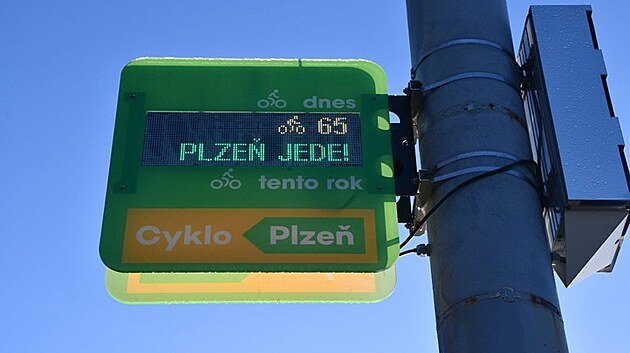 dnes
65
PLZEŇ JEDE!
tento rok
Cyklo Plzeň